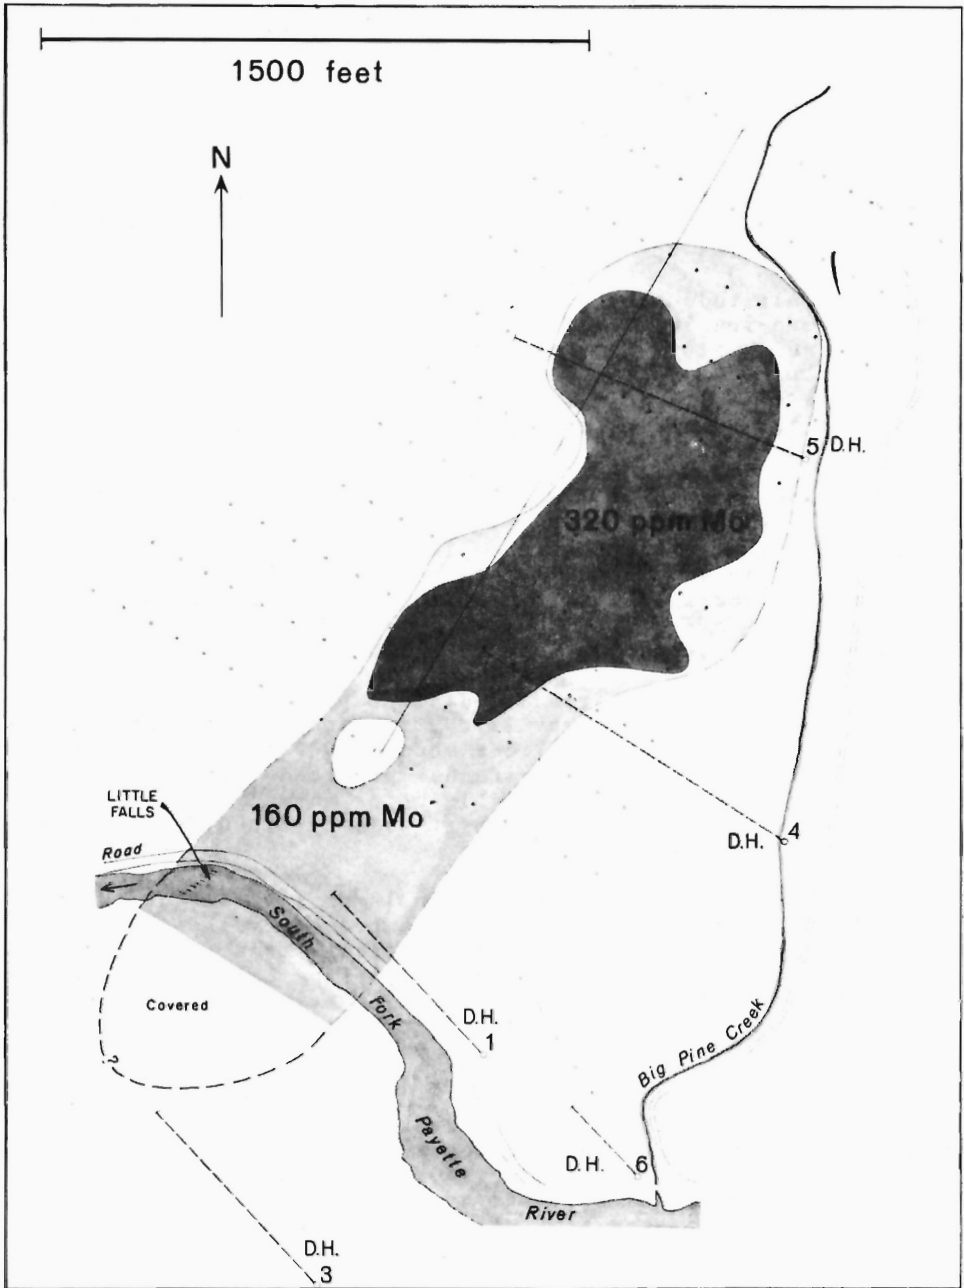 1500 feet
N
5 D.H.
320 ppm Mo
LITTLE
FALLS
160 ppm Mo
D.H. 4
Road
South
Fork
Payette
River
Covered
?
D.H.
1
Big Pine Creek
D.H. 6
D.H.
3